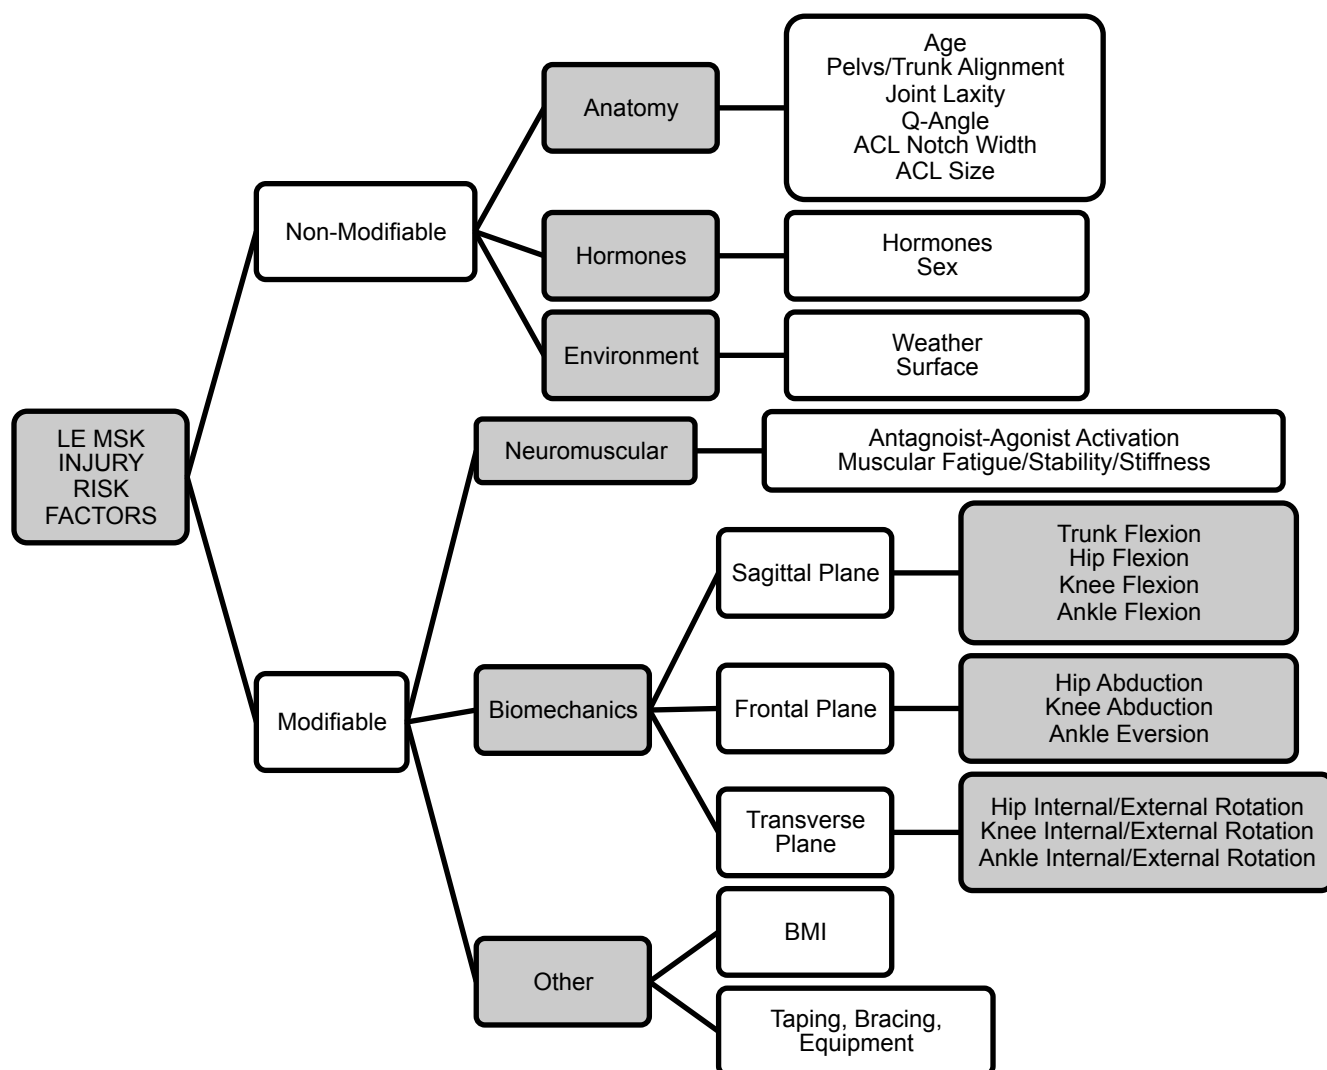 Age
Pelvs/Trunk Alignment
Joint Laxity
Q-Angle
ACL Notch Width
ACL Size
Anatomy
Non-Modifiable
Hormones
Hormones
Sex
Environment
Weather
Surface
LE MSK
INJURY
RISK
FACTORS
Neuromuscular
Antagnoist-Agonist Activation
Muscular Fatigue/Stability/Stiffness
Sagittal Plane
Trunk Flexion
Hip Flexion
Knee Flexion
Ankle Flexion
Modifiable
Biomechanics
Frontal Plane
Hip Abduction
Knee Abduction
Ankle Eversion
Transverse
Plane
Hip Internal/External Rotation
Knee Internal/External Rotation
Ankle Internal/External Rotation
Other
BMI
Taping, Bracing,
Equipment